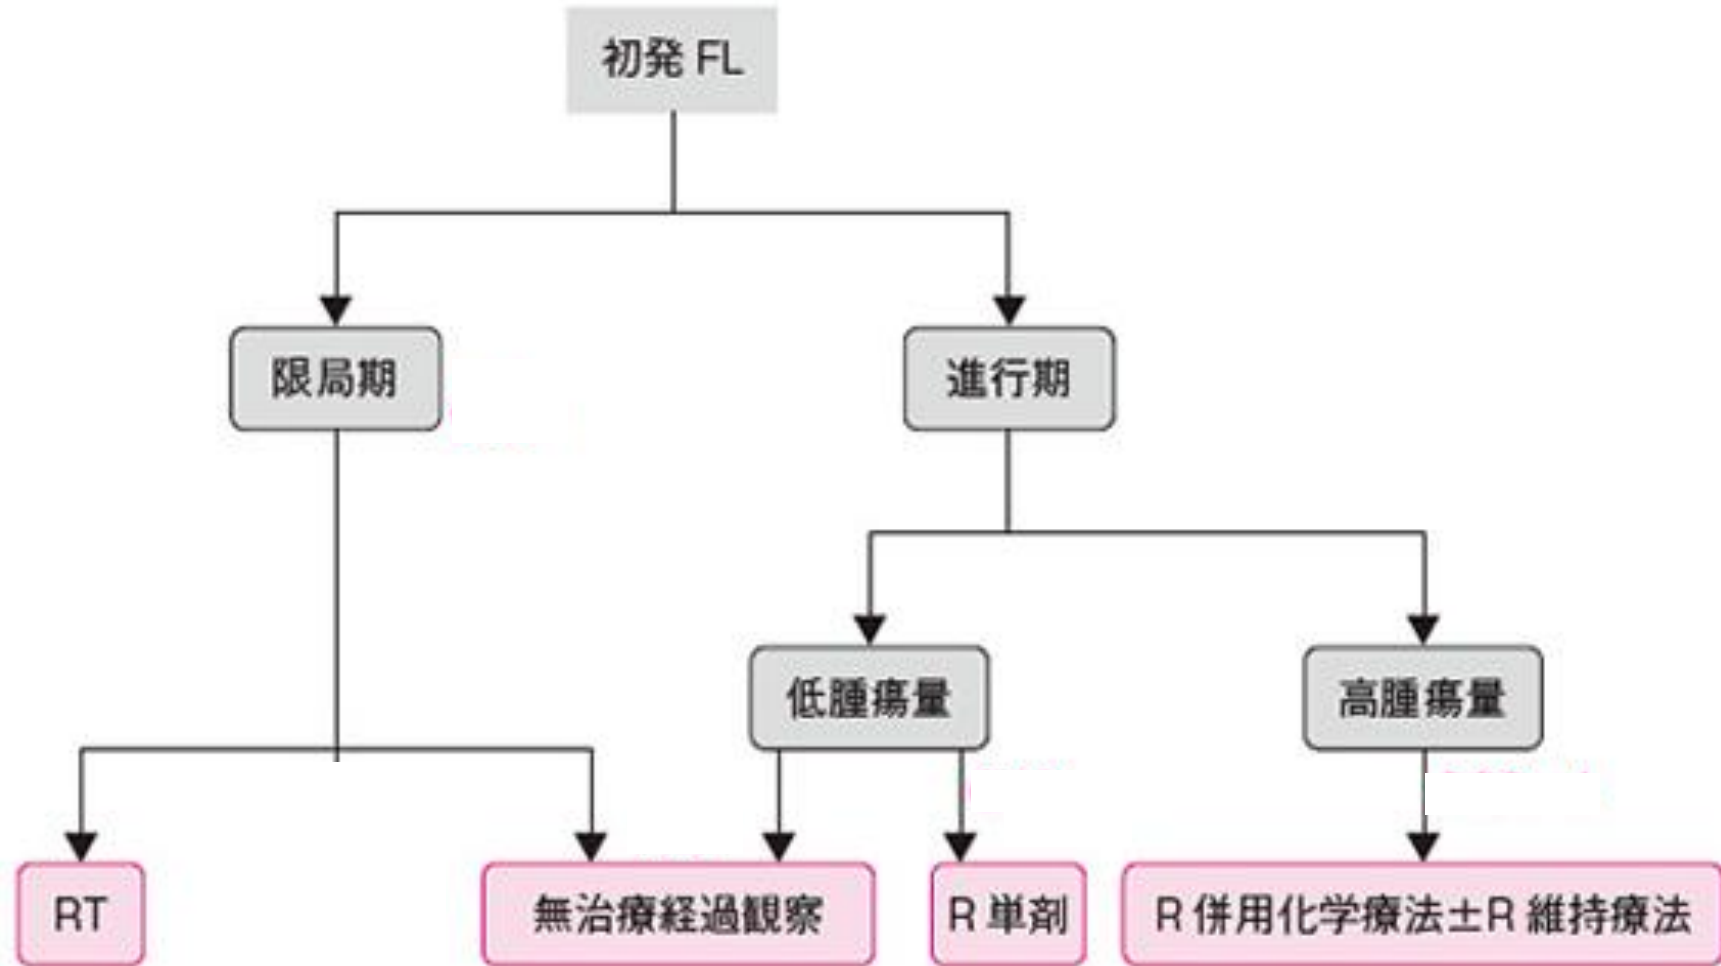 初発 FL
限局期
進行期
低腫瘍量
高腫瘍量
RT
無治療経過観察
R 単剤
R 併用化学療法±R 維持療法